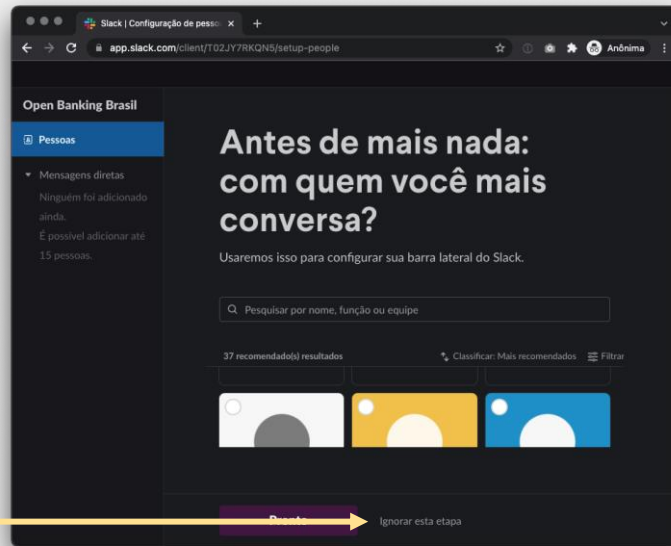 Slack | Configuração de pesso
app.slack.com/client/T02JY7RKQN5/setup-people
Anônima
Open Banking Brasil
Pessoas
Mensagens diretas
Ninguém foi adicionado
ainda.
É possível adicionar até
15 pessoas.
Antes de mais nada:
com quem você mais
conversa?
Usaremos isso para configurar sua barra lateral do Slack.
Pesquisar por nome, função ou equipe
37 recomendado(s) resultados
Classificar: Mais recomendados
Filtrar
Pronto
Ignorar esta etapa